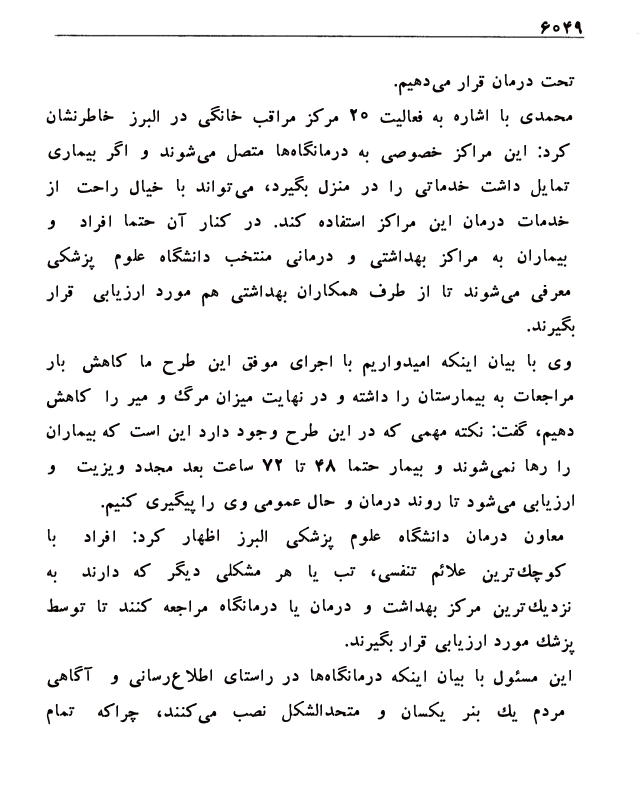 ۶۰۴۹
تحت درمان قرار می‌دهیم.
محمدی با اشاره به فعالیت ۲۰ مرکز مراقب خانگی در البرز خاطرنشان
کرد: این مراکز خصوصی به درمانگاه‌ها متصل می‌شوند و اگر بیماری
تمایل داشت خدماتی را در منزل بگیرد، می‌تواند با خیال راحت از
خدمات درمان این مراکز استفاده کند. در کنار آن حتما افراد و
بیماران به مراکز بهداشتی و درمانی منتخب دانشگاه علوم پزشکی
معرفی می‌شوند تا از طرف همکاران بهداشتی هم مورد ارزیابی قرار
بگیرند.
وی با بیان اینکه امیدواریم با اجرای موفق این طرح ما کاهش بار
مراجعات به بیمارستان را داشته و در نهایت میزان مرگ و میر را کاهش
دهیم، گفت: نکته مهمی که در این طرح وجود دارد این است که بیماران
را رها نمی‌شوند و بیمار حتما ۴۸ تا ۷۲ ساعت بعد مجدد ویزیت و
ارزیابی می‌شود تا روند درمان و حال عمومی وی را پیگیری کنیم.
معاون درمان دانشگاه علوم پزشکی البرز اظهار کرد: افراد با
کوچک‌ترین علائم تنفسی، تب یا هر مشکلی دیگر که دارند به
نزدیک‌ترین مرکز بهداشت و درمان یا درمانگاه مراجعه کنند تا توسط
پزشک مورد ارزیابی قرار بگیرند.
این مسئول با بیان اینکه درمانگاه‌ها در راستای اطلاع‌رسانی و آگاهی
مردم یک بنر یکسان و متحدالشکل نصب می‌کنند، چراکه تمام